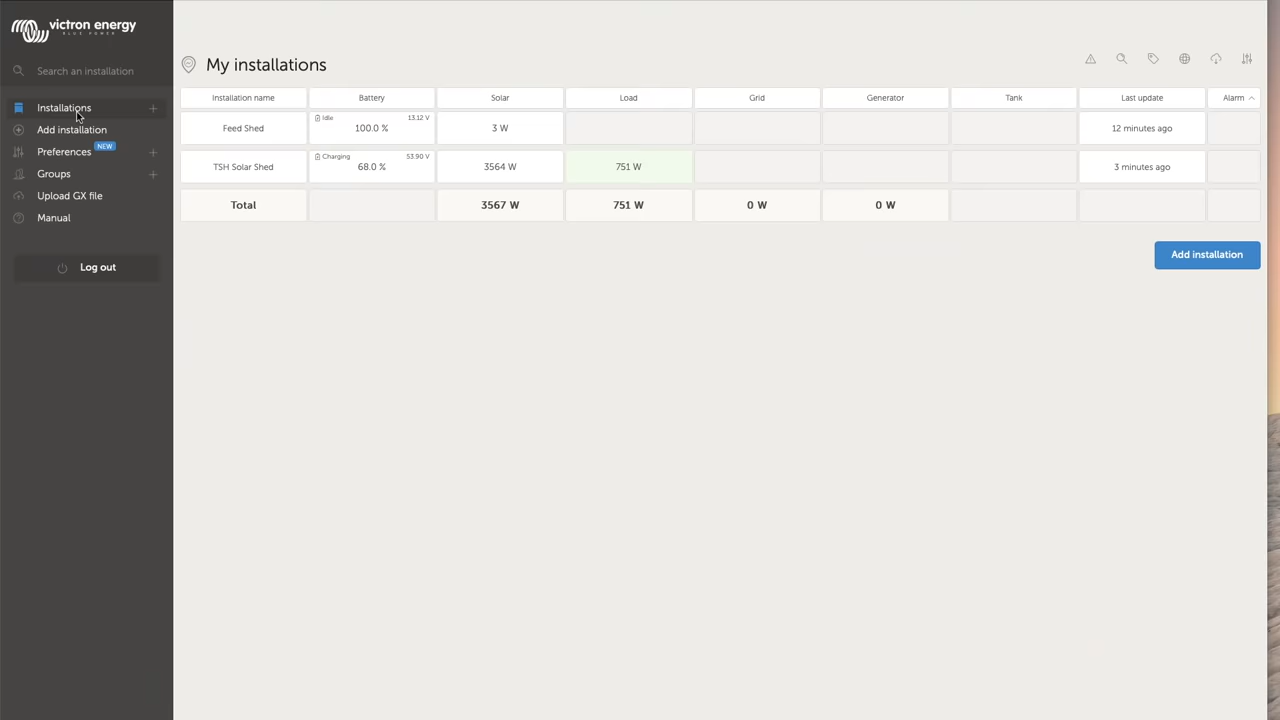 victron energy
BLUE POWER
Search an installation
Installations
Add installation
Preferences NEW
Groups
Upload GX file
Manual
Log out
My installations
Installation name Battery Solar Load Grid Generator Tank Last update Alarm
Feed Shed Idle 13.12 V 100.0 % 3 W 12 minutes ago
TSH Solar Shed Charging 53.90 V 68.0 % 3564 W 751 W 3 minutes ago
Total 3567 W 751 W 0 W 0 W
Add installation